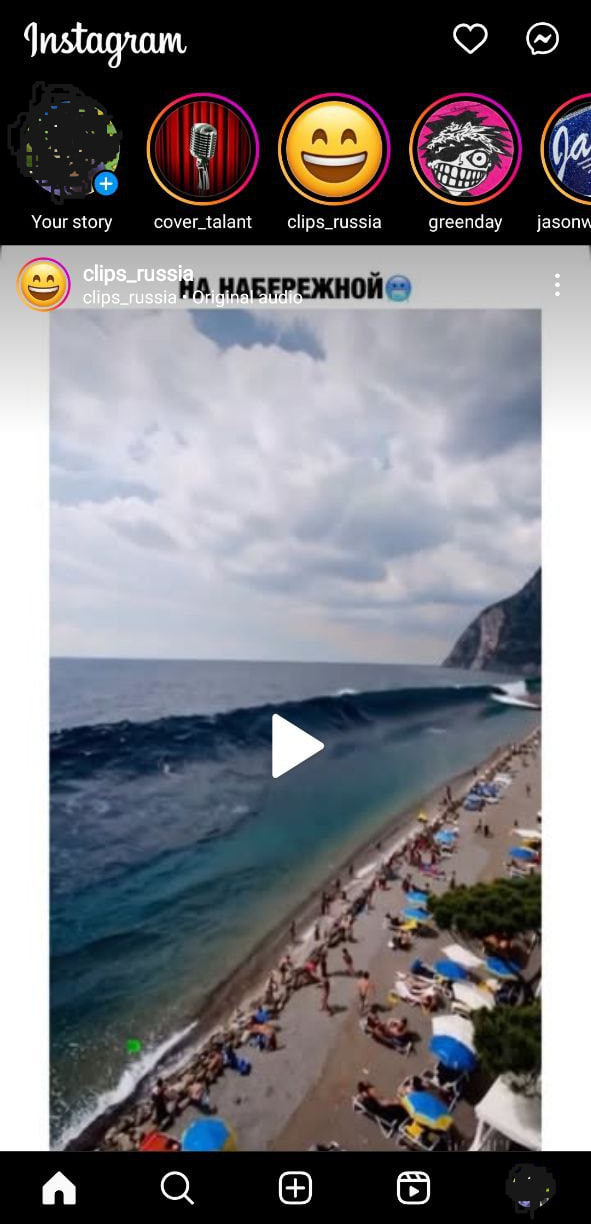 Instagram
Your story
cover_talant
clips_russia
greenday
jasonw
clips_russia
НА НАБЕРЕЖНОЙ🥶
clips_russia • Original audio